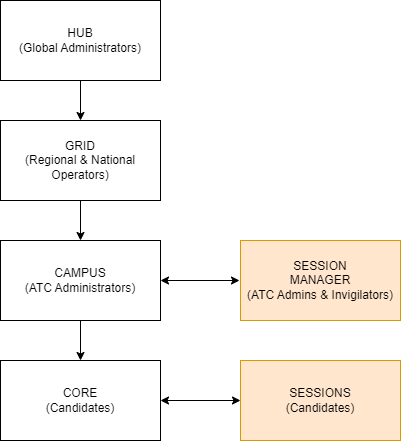 HUB
(Global Administrators)
GRID
(Regional & National
Operators)
CAMPUS
(ATC Administrators)
SESSION
MANAGER
(ATC Admins & Invigilators)
CORE
(Candidates)
SESSIONS
(Candidates)